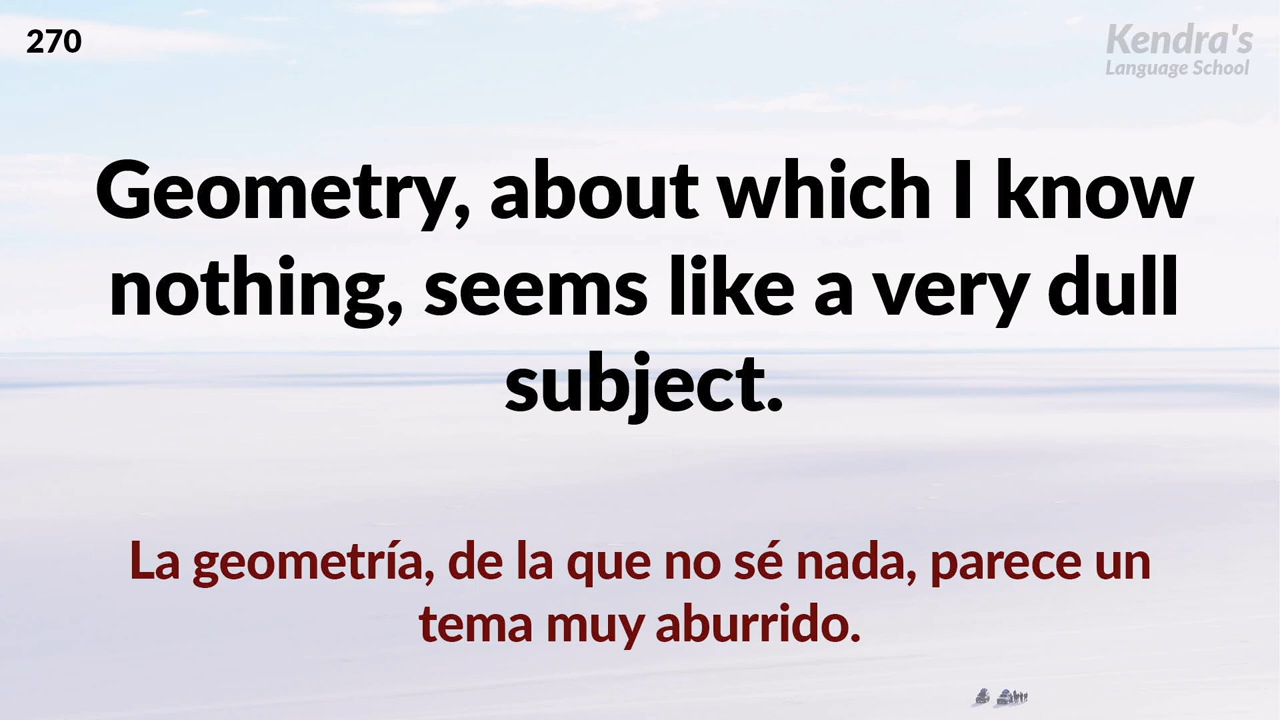 270
Kendra's
Language School
Geometry, about which I know
nothing, seems like a very dull
subject.
La geometría, de la que no sé nada, parece un
tema muy aburrido.